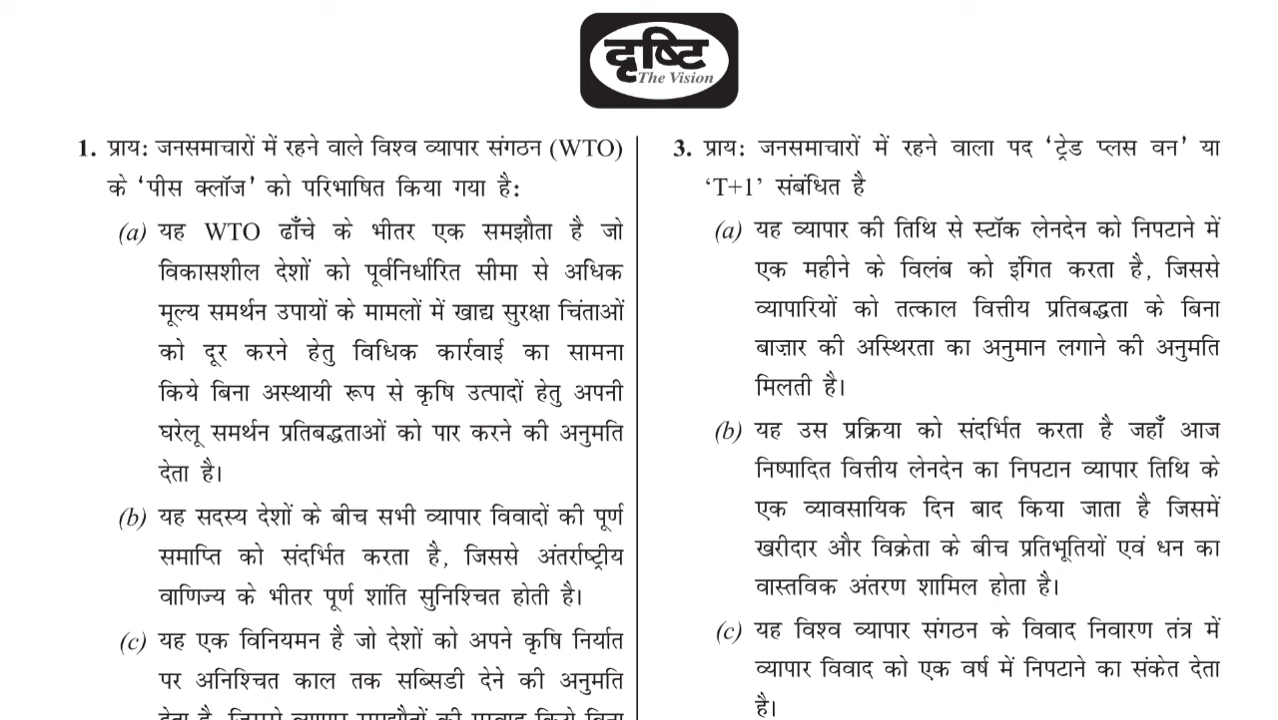 दृष्टि
The Vision
1. प्राय: जनसमाचारों में रहने वाले विश्व व्यापार संगठन (WTO)
के ‘पीस क्लॉज’ को परिभाषित किया गया है:
(a) यह WTO ढाँचे के भीतर एक समझौता है जो
विकासशील देशों को पूर्वनिर्धारित सीमा से अधिक
मूल्य समर्थन उपायों के मामलों में खाद्य सुरक्षा चिंताओं
को दूर करने हेतु विधिक कार्रवाई का सामना
किये बिना अस्थायी रूप से कृषि उत्पादों हेतु अपनी
घरेलू समर्थन प्रतिबद्धताओं को पार करने की अनुमति
देता है।
(b) यह सदस्य देशों के बीच सभी व्यापार विवादों की पूर्ण
समाप्ति को संदर्भित करता है, जिससे अंतर्राष्ट्रीय
वाणिज्य के भीतर पूर्ण शांति सुनिश्चित होती है।
(c) यह एक विनियमन है जो देशों को अपने कृषि निर्यात
पर अनिश्चित काल तक सब्सिडी देने की अनुमति
देता है, जिससे व्यापार समझौतों की परवाह किये बिना
3. प्राय: जनसमाचारों में रहने वाला पद ‘ट्रेड प्लस वन’ या
‘T+1’ संबंधित है
(a) यह व्यापार की तिथि से स्टॉक लेनदेन को निपटाने में
एक महीने के विलंब को इंगित करता है, जिससे
व्यापारियों को तत्काल वित्तीय प्रतिबद्धता के बिना
बाज़ार की अस्थिरता का अनुमान लगाने की अनुमति
मिलती है।
(b) यह उस प्रक्रिया को संदर्भित करता है जहाँ आज
निष्पादित वित्तीय लेनदेन का निपटान व्यापार तिथि के
एक व्यावसायिक दिन बाद किया जाता है जिसमें
खरीदार और विक्रेता के बीच प्रतिभूतियों एवं धन का
वास्तविक अंतरण शामिल होता है।
(c) यह विश्व व्यापार संगठन के विवाद निवारण तंत्र में
व्यापार विवाद को एक वर्ष में निपटाने का संकेत देता
है।